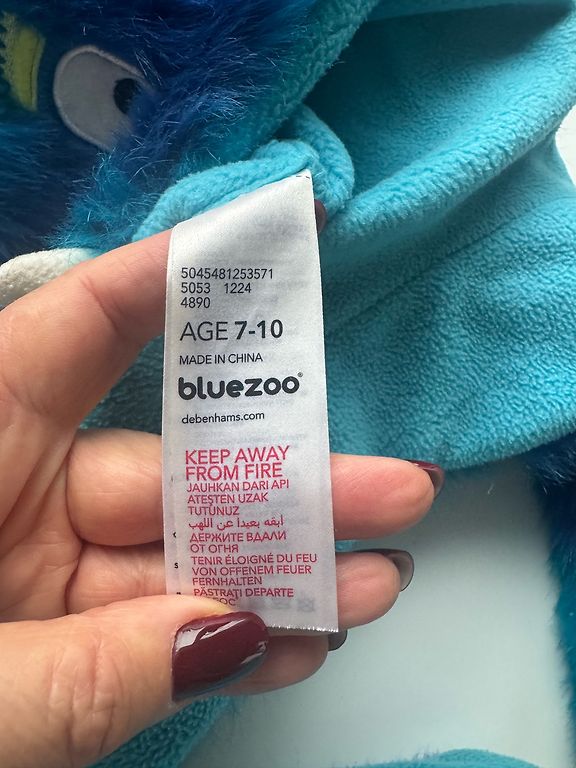 5045481253571
5053 1224
4890
AGE 7-10
MADE IN CHINA
bluezoo®
debenhams.com
KEEP AWAY
FROM FIRE
JAUHKAN DARI API
ATEŞTEN UZAK
TUTUNUZ
ابقه بعيدا عن اللهب
ДЕРЖИТЕ ВДАЛИ
ОТ ОГНЯ
TENIR ÉLOIGNÉ DU FEU
VON OFFENEM FEUER
FERNHALTEN
PĂSTRAŢI DEPARTE